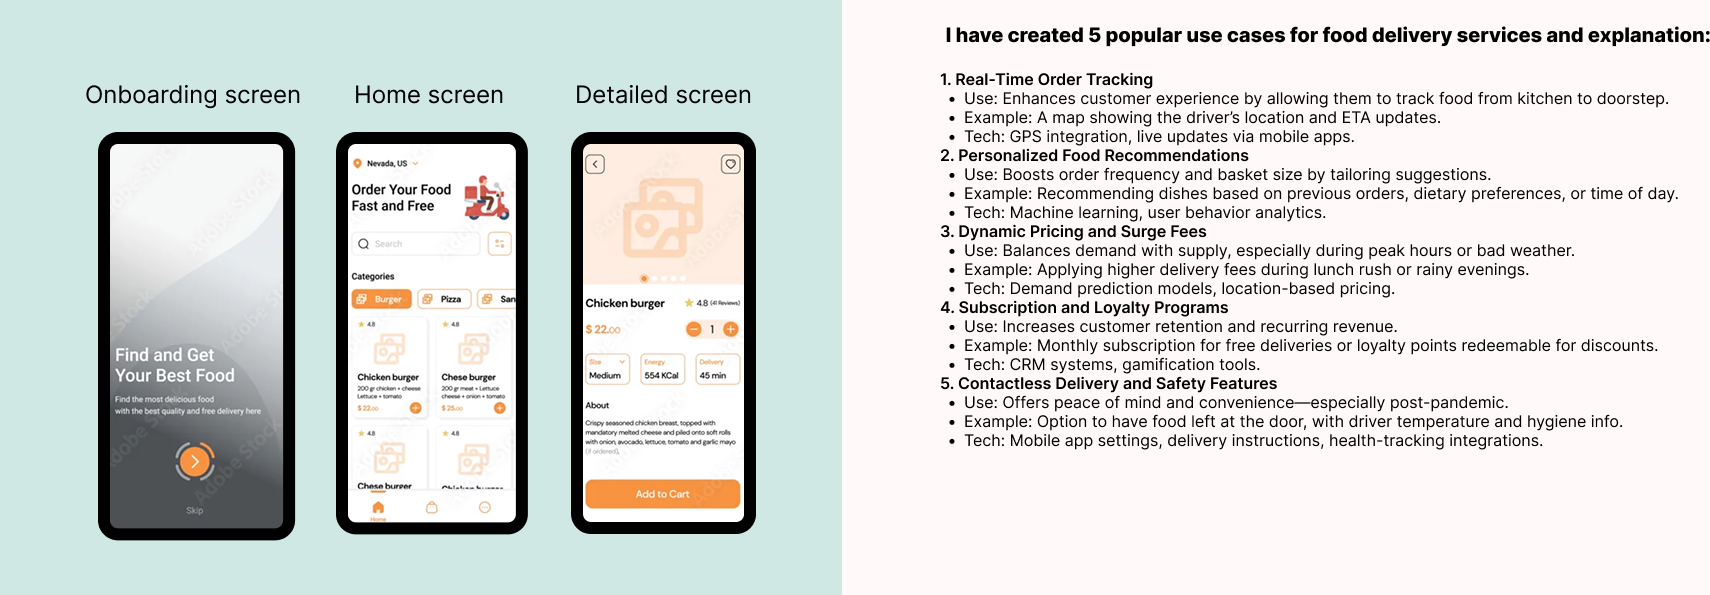 Onboarding screen
Home screen
Detailed screen
Find and Get
Your Best Food
Find the most delicious food
with the best quality and free delivery here
Skip
Nevada, US
Order Your Food
Fast and Free
Search
Categories
Burger
Pizza
San
4.8
4.8
Chicken burger
Chese burger
200 gr chicken + cheese
Lettuce + tomato
200 gr meat + Lettuce
cheese + onion + tomato
$ 22.00
$ 25.00
4.8
4.8
Chese burger
Chicken burger
Home
Chicken burger
4.8 (41 Reviews)
$ 22.00
1
Size
Medium
Energy
554 KCal
Delivery
45 min
About
Crispy seasoned chicken breast, topped with
mandatory melted cheese and piled onto soft rolls
with onion, avocado, lettuce, tomato and garlic mayo
(if ordered).
Add to Cart
Adobe Stock
I have created 5 popular use cases for food delivery services and explanation:
1. Real-Time Order Tracking
• Use: Enhances customer experience by allowing them to track food from kitchen to doorstep.
• Example: A map showing the driver’s location and ETA updates.
• Tech: GPS integration, live updates via mobile apps.
2. Personalized Food Recommendations
• Use: Boosts order frequency and basket size by tailoring suggestions.
• Example: Recommending dishes based on previous orders, dietary preferences, or time of day.
• Tech: Machine learning, user behavior analytics.
3. Dynamic Pricing and Surge Fees
• Use: Balances demand with supply, especially during peak hours or bad weather.
• Example: Applying higher delivery fees during lunch rush or rainy evenings.
• Tech: Demand prediction models, location-based pricing.
4. Subscription and Loyalty Programs
• Use: Increases customer retention and recurring revenue.
• Example: Monthly subscription for free deliveries or loyalty points redeemable for discounts.
• Tech: CRM systems, gamification tools.
5. Contactless Delivery and Safety Features
• Use: Offers peace of mind and convenience—especially post-pandemic.
• Example: Option to have food left at the door, with driver temperature and hygiene info.
• Tech: Mobile app settings, delivery instructions, health-tracking integrations.